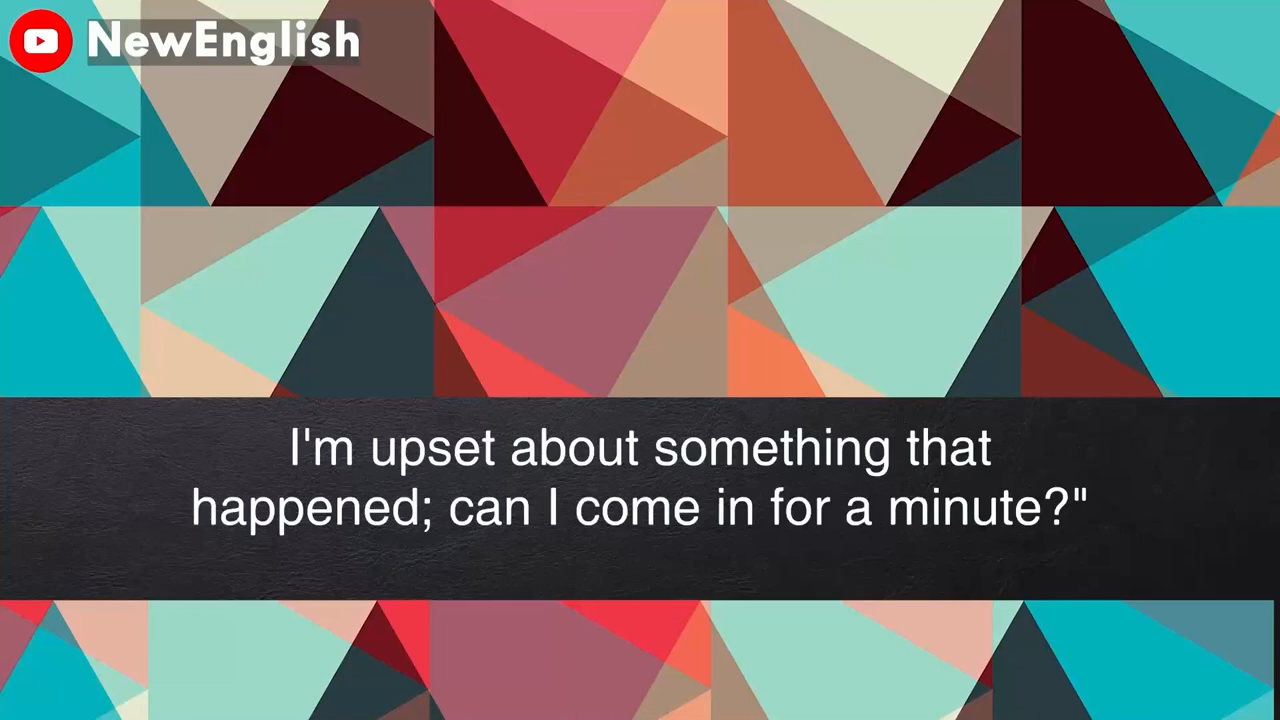 NewEnglish
I'm upset about something that
happened; can I come in for a minute?"